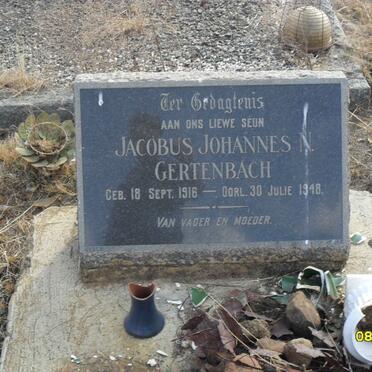 Ter Gedagtenis
AAN ONS LIEWE SEUN
JACOBUS JOHANNES N.
GERTENBACH
GEB. 18 SEPT. 1916 — OORL. 30 JULIE 1948.
VAN VADER EN MOEDER.
08